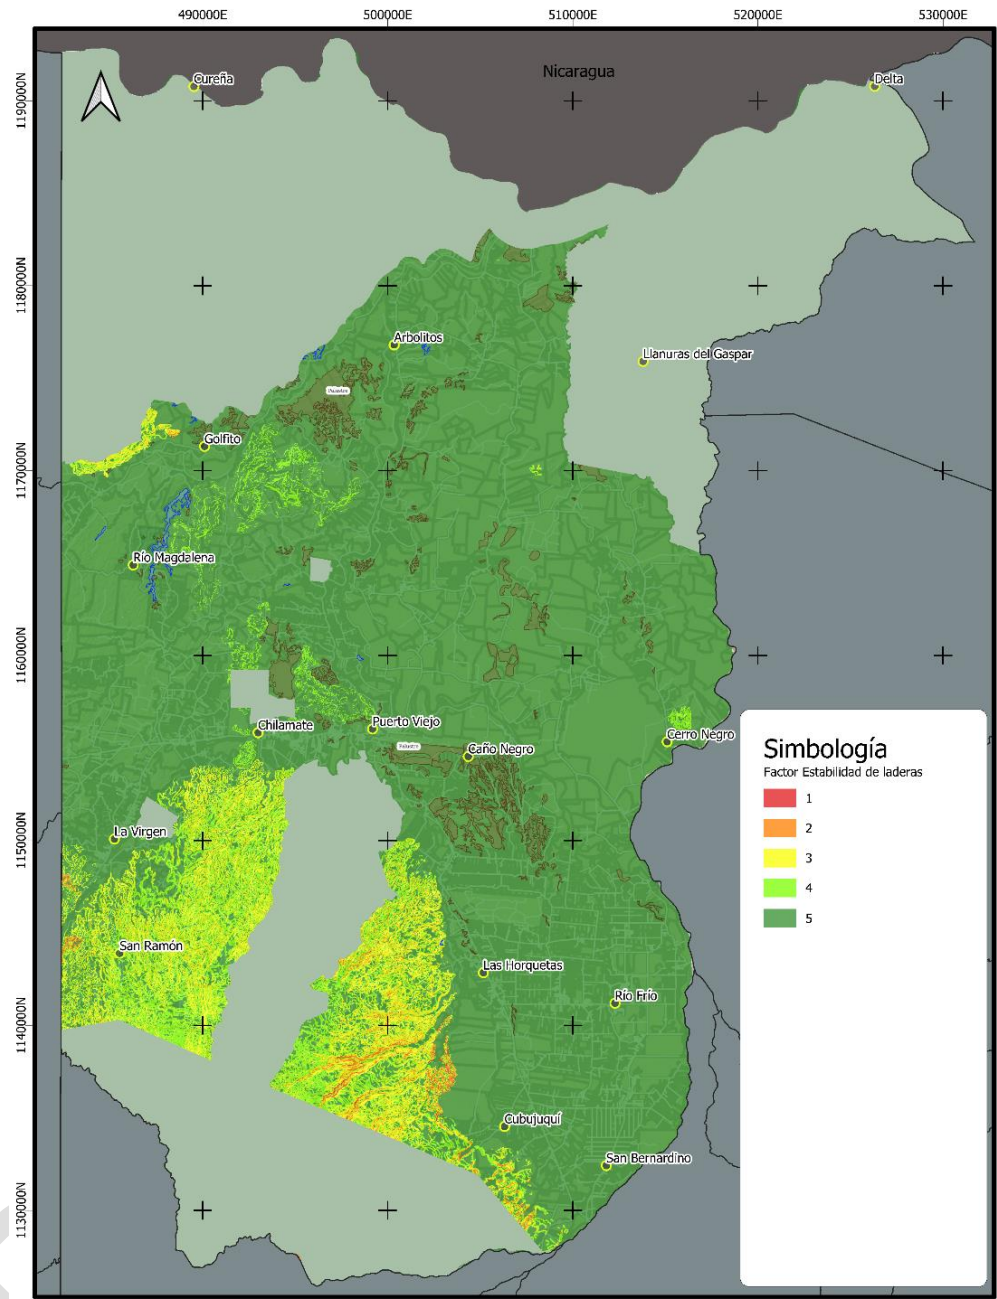 490000E 500000E 510000E 520000E 530000E
Nicaragua
Cureña
Delta
1190000N
1180000N
Arbolitos
Llanuras del Gaspar
Palustre
Golfito
1170000N
Río Magdalena
1160000N
Chilamate
Puerto Viejo
Cerro Negro
Palustre
Caño Negro
La Virgen
1150000N
San Ramón
Las Horquetas
Río Frío
1140000N
Cubujuquí
San Bernardino
1130000N
Simbología
Factor Estabilidad de laderas
1
2
3
4
5